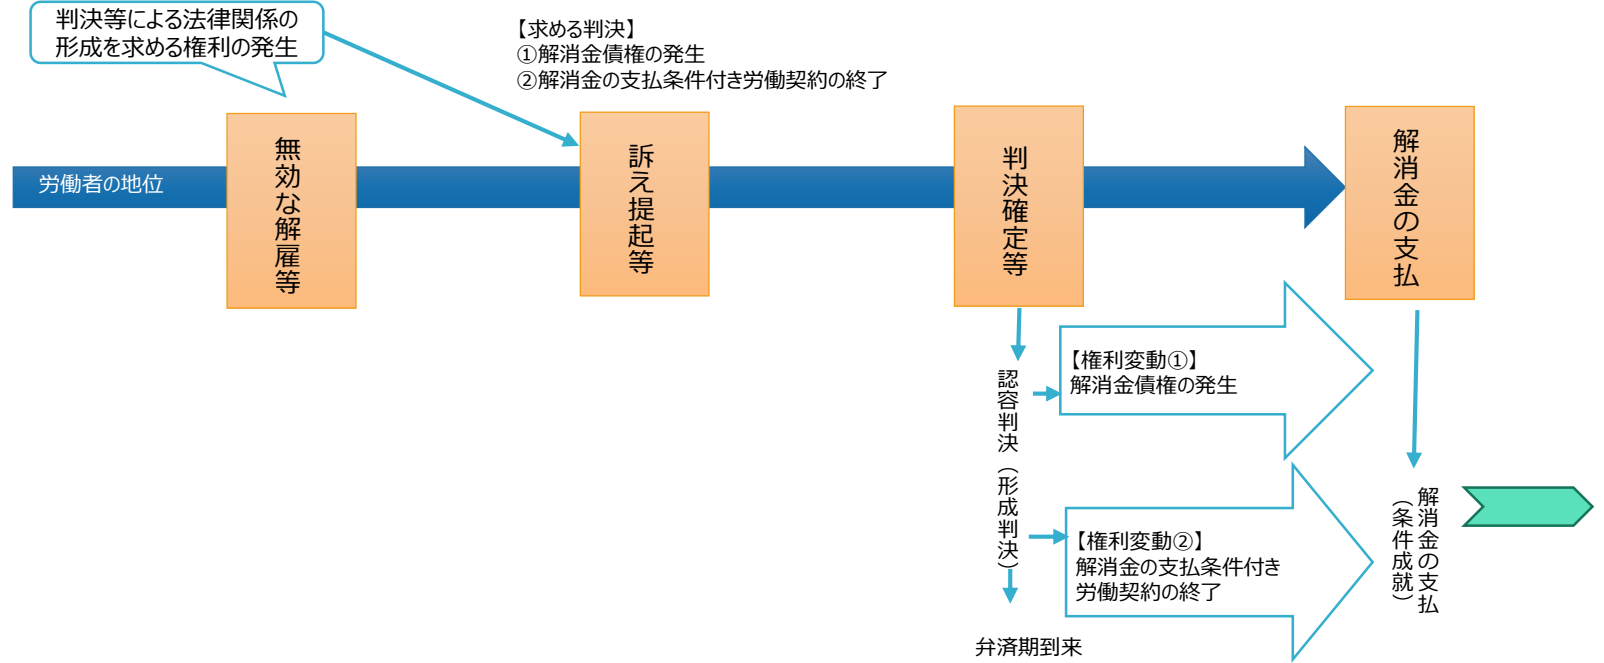 判決等による法律関係の
形成を求める権利の発生
【求める判決】
①解消金債権の発生
②解消金の支払条件付き労働契約の終了
労働者の地位
無効な解雇等
訴え提起等
判決確定等
解消金の支払
認容判決（形成判決）
【権利変動①】
解消金債権の発生
【権利変動②】
解消金の支払条件付き
労働契約の終了
弁済期到来
解消金の支払
（条件成就）